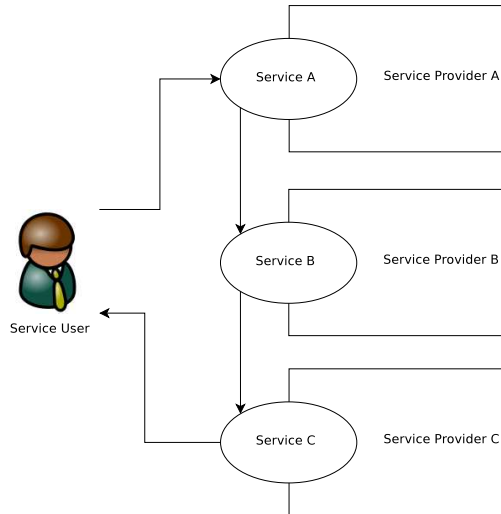 Service A
Service Provider A
Service B
Service Provider B
Service User
Service C
Service Provider C